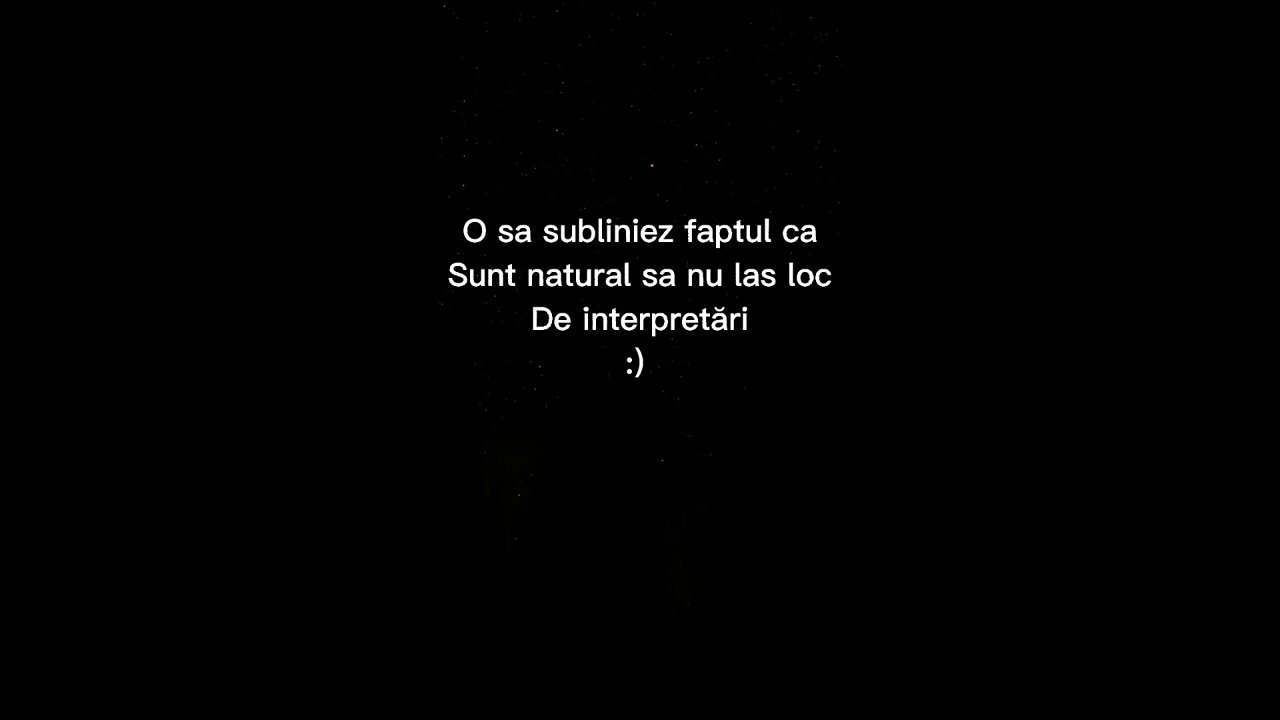 O sa subliniez faptul ca
Sunt natural sa nu las loc
De interpretări
:)